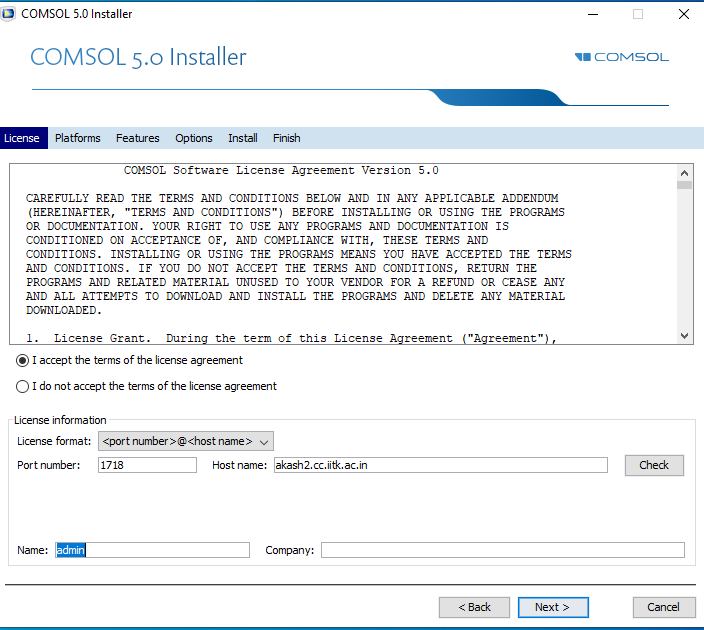 COMSOL 5.0 Installer
COMSOL 5.0 Installer
COMSOL
License Platforms Features Options Install Finish
COMSOL Software License Agreement Version 5.0
CAREFULLY READ THE TERMS AND CONDITIONS BELOW AND IN ANY APPLICABLE ADDENDUM
(HEREINAFTER, "TERMS AND CONDITIONS") BEFORE INSTALLING OR USING THE PROGRAMS
OR DOCUMENTATION. YOUR RIGHT TO USE ANY PROGRAMS AND DOCUMENTATION IS
CONDITIONED ON ACCEPTANCE OF, AND COMPLIANCE WITH, THESE TERMS AND
CONDITIONS. INSTALLING OR USING THE PROGRAMS MEANS YOU HAVE ACCEPTED THE TERMS
AND CONDITIONS. IF YOU DO NOT ACCEPT THE TERMS AND CONDITIONS, RETURN THE
PROGRAMS AND RELATED MATERIAL UNUSED TO YOUR VENDOR FOR A REFUND OR CEASE ANY
AND ALL ATTEMPTS TO DOWNLOAD AND INSTALL THE PROGRAMS AND DELETE ANY MATERIAL
DOWNLOADED.
1. License Grant. During the term of this License Agreement ("Agreement"),
I accept the terms of the license agreement
I do not accept the terms of the license agreement
License information
License format: <port number>@<host name>
Port number: 1718 Host name: akash2.cc.iitk.ac.in Check
Name: admin Company:
< Back Next > Cancel